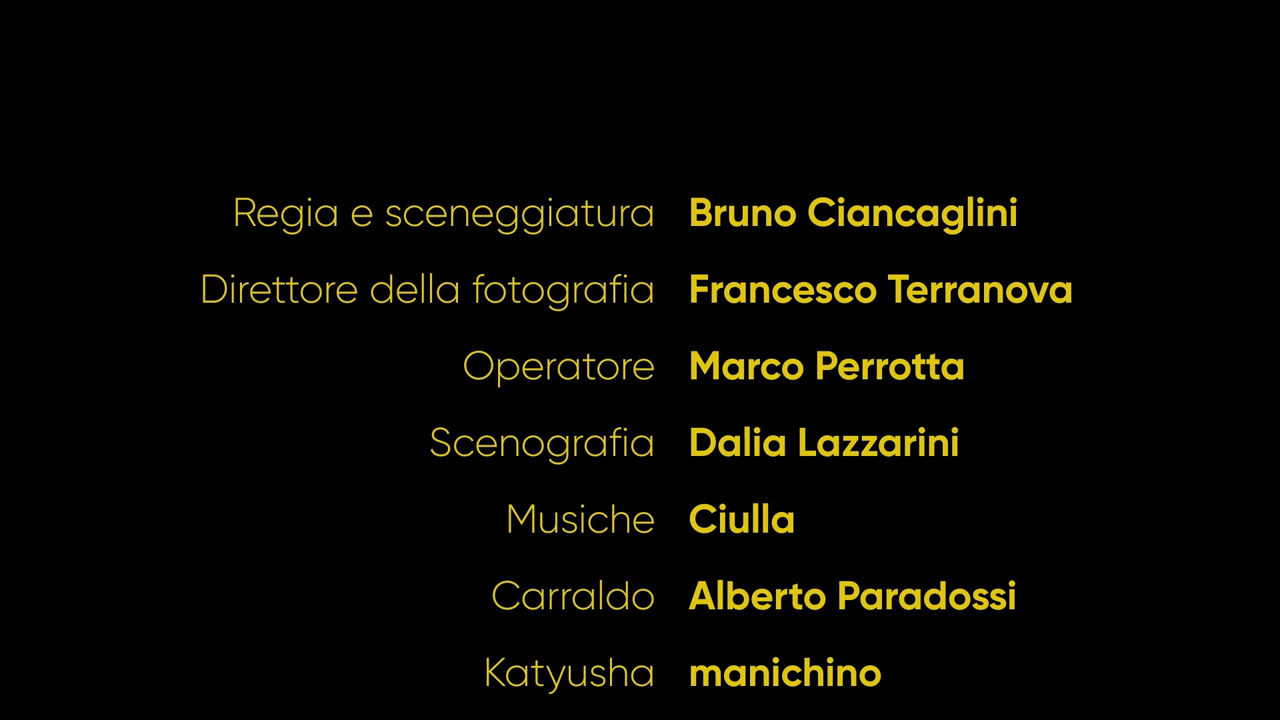 Regia e sceneggiatura Bruno Ciancaglini
Direttore della fotografia Francesco Terranova
Operatore Marco Perrotta
Scenografia Dalia Lazzarini
Musiche Ciulla
Carraldo Alberto Paradossi
Katyusha manichino